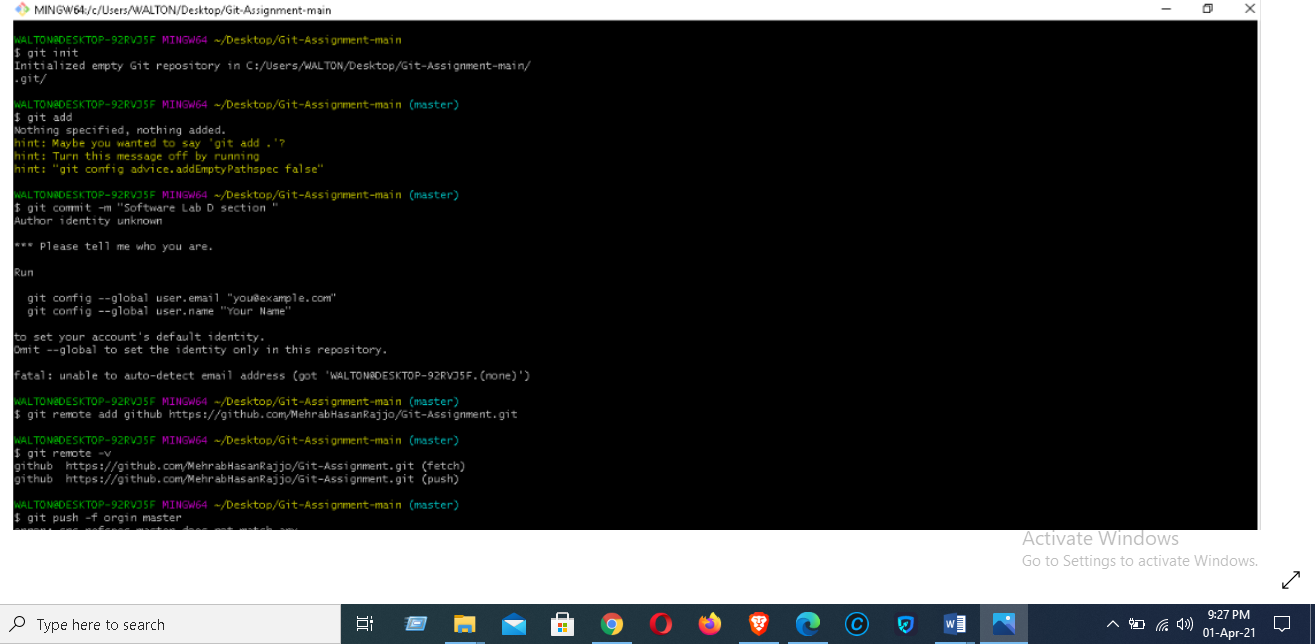 MINGW64:/c/Users/WALTON/Desktop/Git-Assignment-main
WALTON@DESKTOP-92RVJ5F MINGW64 ~/Desktop/Git-Assignment-main
$ git init
Initialized empty Git repository in C:/Users/WALTON/Desktop/Git-Assignment-main/
.git/
WALTON@DESKTOP-92RVJ5F MINGW64 ~/Desktop/Git-Assignment-main (master)
$ git add
Nothing specified, nothing added.
hint: Maybe you wanted to say 'git add .'?
hint: Turn this message off by running
hint: "git config advice.addEmptyPathspec false"
WALTON@DESKTOP-92RVJ5F MINGW64 ~/Desktop/Git-Assignment-main (master)
$ git commit -m "Software Lab D section "
Author identity unknown
*** Please tell me who you are.
Run
git config --global user.email "you@example.com"
git config --global user.name "Your Name"
to set your account's default identity.
Omit --global to set the identity only in this repository.
fatal: unable to auto-detect email address (got 'WALTON@DESKTOP-92RVJ5F.(none)')
WALTON@DESKTOP-92RVJ5F MINGW64 ~/Desktop/Git-Assignment-main (master)
$ git remote add github https://github.com/MehrabHasanRajjo/Git-Assignment.git
WALTON@DESKTOP-92RVJ5F MINGW64 ~/Desktop/Git-Assignment-main (master)
$ git remote -v
github https://github.com/MehrabHasanRajjo/Git-Assignment.git (fetch)
github https://github.com/MehrabHasanRajjo/Git-Assignment.git (push)
WALTON@DESKTOP-92RVJ5F MINGW64 ~/Desktop/Git-Assignment-main (master)
$ git push -f orgin master
error: src refspec master does not match any
Activate Windows
Go to Settings to activate Windows.
Type here to search
9:27 PM
01-Apr-21